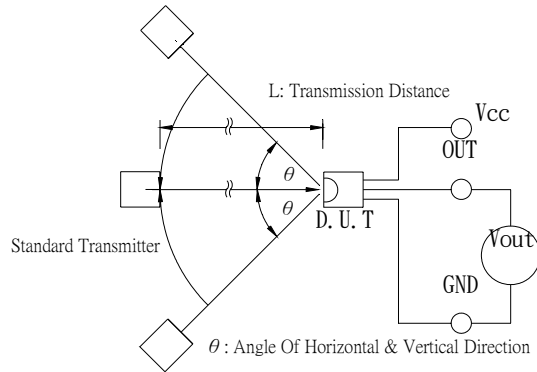 L: Transmission Distance
Vcc
OUT
θ
θ
D.U.T
Standard Transmitter
Vout
GND
θ : Angle Of Horizontal & Vertical Direction